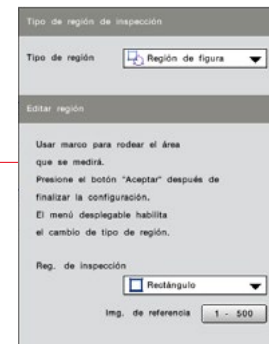 Tipo de región de inspección
Tipo de región
Región de figura
Editar región
Usar marco para rodear el área
que se medirá.
Presione el botón "Aceptar" después de
finalizar la configuración.
El menú desplegable habilita
el cambio de tipo de región.
Reg. de inspección
Rectángulo
Img. de referencia
1 - 500